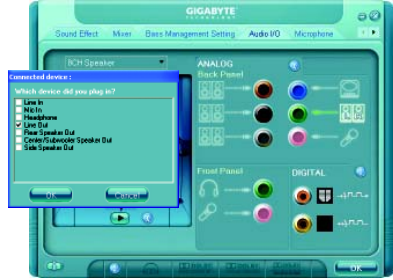 GIGABYTE
TECHNOLOGY
Sound Effect Mixer Bass Management Setting Audio I/O Microphone
8CH Speaker
ANALOG
Back Panel
Connected device :
Which device did you plug in?
Line In
Mic In
Headphone
Line Out
Rear Speaker Out
Center/Subwoofer Speaker Out
Side Speaker Out
OK
Cancel
Front Panel
DIGITAL
OK